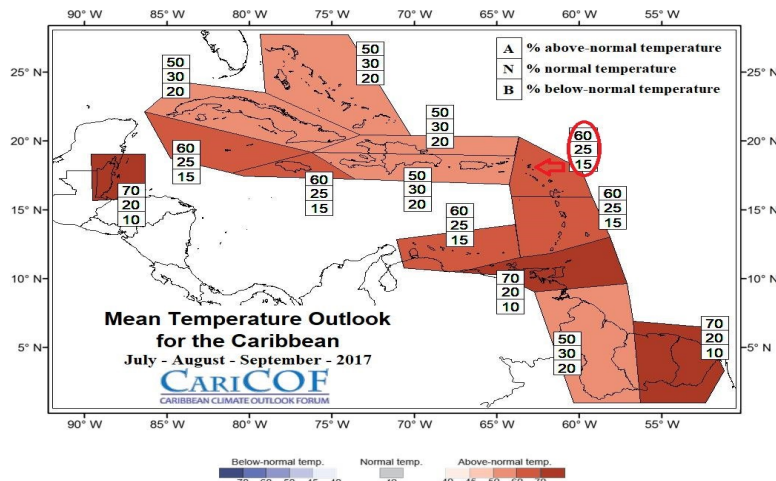 A % above-normal temperature
N % normal temperature
B % below-normal temperature
25° N
20° N
15° N
10° N
5° N
50
30
20
50
30
20
50
30
20
60
25
15
60
25
15
60
25
15
50
30
20
60
25
15
60
25
15
70
20
10
70
20
10
50
30
20
70
20
10
Mean Temperature Outlook
for the Caribbean
July - August - September - 2017
CARICOF
CARIBBEAN CLIMATE OUTLOOK FORUM
90° W 85° W 80° W 75° W 70° W 65° W 60° W 55° W
Below-normal temp. Normal temp. Above-normal temp.